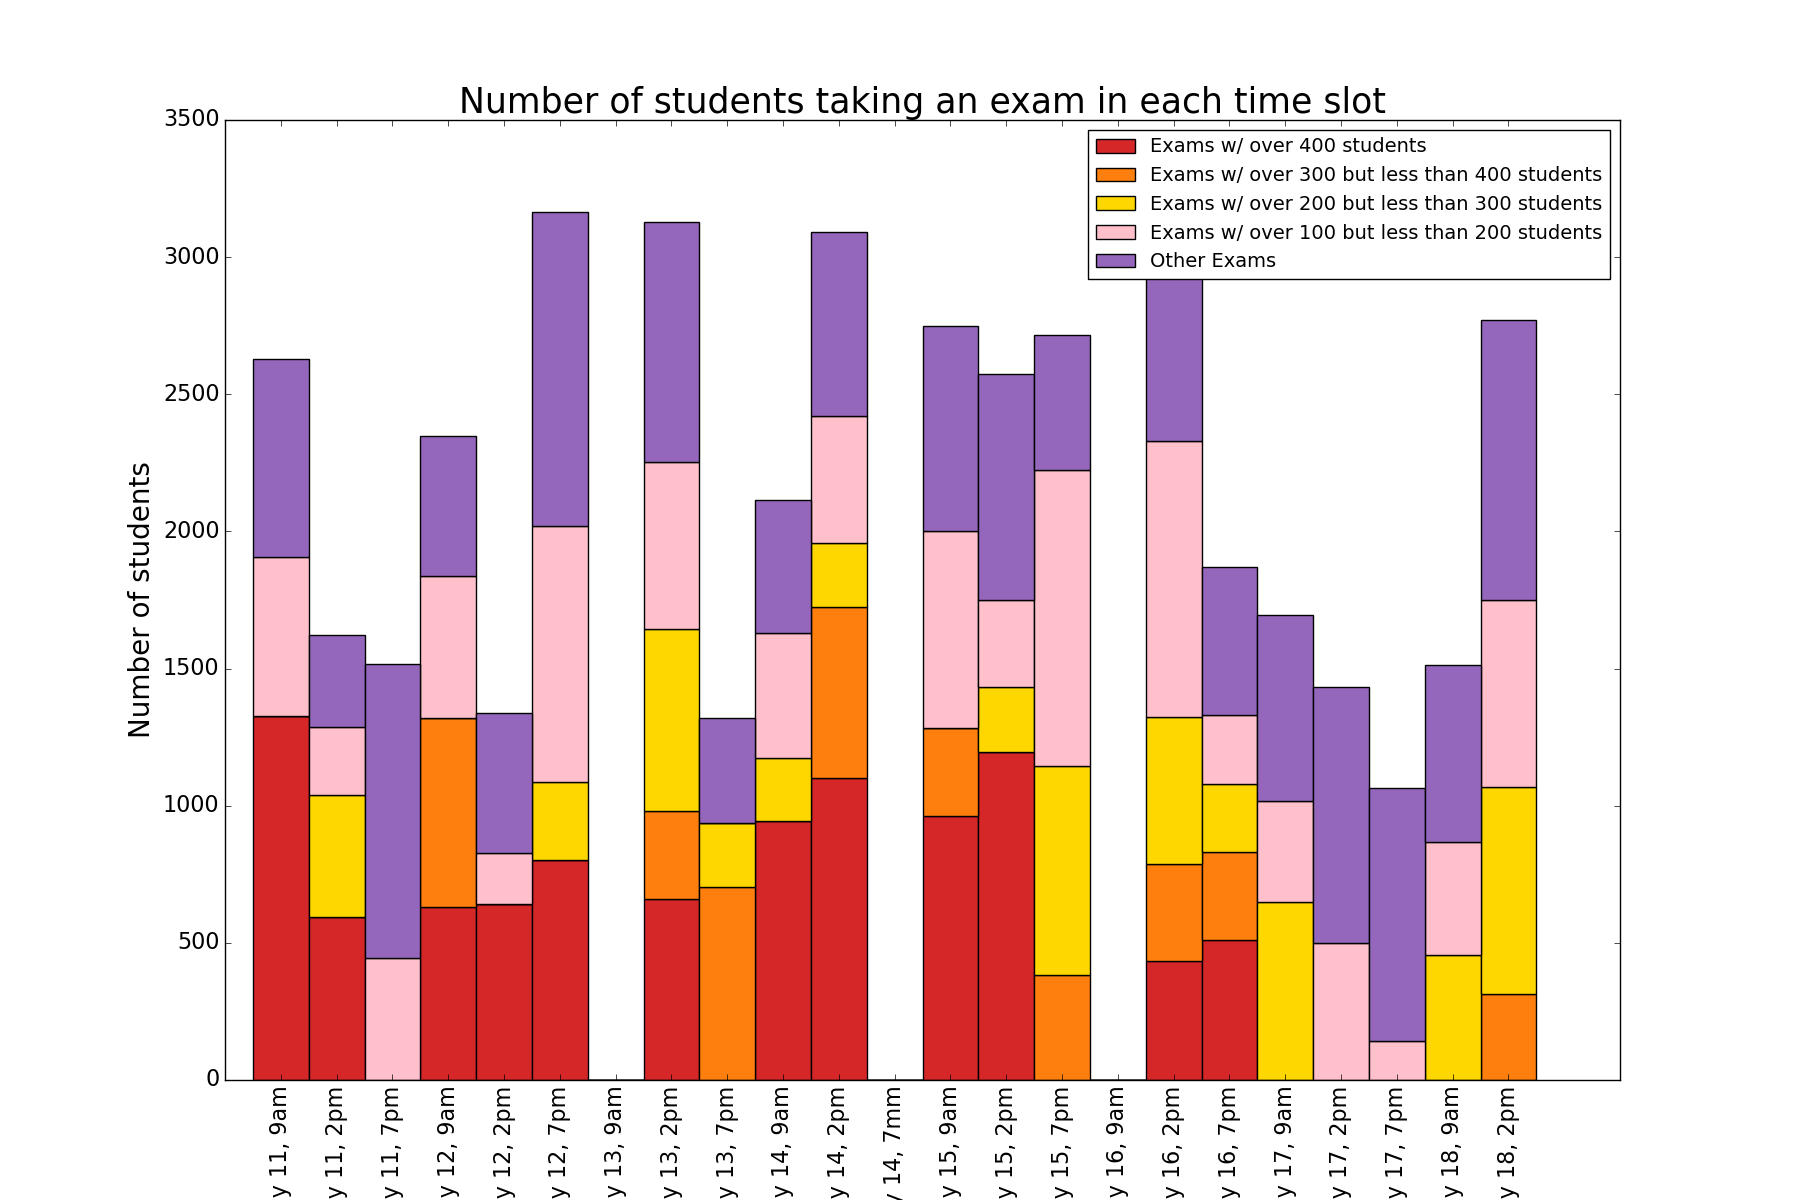 Number of students taking an exam in each time slot
Exams w/ over 400 students
Exams w/ over 300 but less than 400 students
Exams w/ over 200 but less than 300 students
Exams w/ over 100 but less than 200 students
Other Exams
Number of students
3500
3000
2500
2000
1500
1000
500
0
y 11, 9am
y 11, 2pm
y 11, 7pm
y 12, 9am
y 12, 2pm
y 12, 7pm
y 13, 9am
y 13, 2pm
y 13, 7pm
y 14, 9am
y 14, 2pm
y 14, 7mm
y 15, 9am
y 15, 2pm
y 15, 7pm
y 16, 9am
y 16, 2pm
y 16, 7pm
y 17, 9am
y 17, 2pm
y 17, 7pm
y 18, 9am
y 18, 2pm